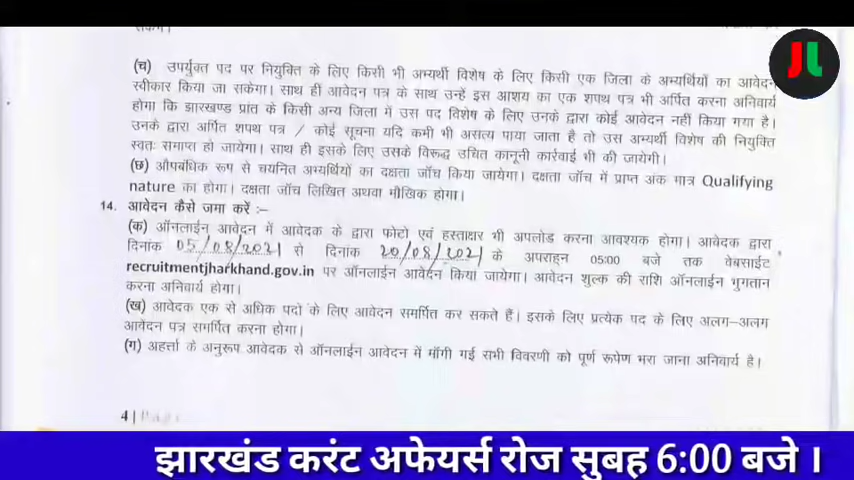 JL
(च) उपर्युक्त पद पर नियुक्ति के लिए किसी भी अभ्यर्थी विशेष के लिए किसी एक जिला के अभ्यर्थियों का आवेदन
स्वीकार किया जा सकेगा। साथ ही आवेदन पत्र के साथ उन्हें इस आशय का एक शपथ पत्र भी अर्पित करना अनिवार्य
होगा कि झारखण्ड प्रांत के किसी अन्य जिला में उस पद विशेष के लिए उनके द्वारा कोई आवेदन नहीं किया गया है।
उनके द्वारा अर्पित शपथ पत्र / कोई सूचना यदि कभी भी असत्य पाया जाता है तो उस अभ्यर्थी विशेष की नियुक्ति
स्वतः समाप्त हो जायेगा। साथ ही इसके लिए उसके विरूद्ध उचित कानूनी कार्रवाई भी की जायेगी।
(छ) औपबंधिक रूप से चयनित अभ्यर्थियों का दक्षता जाँच किया जायेगा। दक्षता जाँच में प्राप्त अंक मात्र Qualifying
nature का होगा। दक्षता जाँच लिखित अथवा मौखिक होगा।
14. आवेदन कैसे जमा करें :–
(क) ऑनलाईन आवेदन में आवेदक के द्वारा फोटो एवं हस्ताक्षर भी अपलोड करना आवश्यक होगा। आवेदक द्वारा
दिनांक 05/08/2021 से दिनांक 20/08/2021 के अपराह्न 05:00 बजे तक वेबसाईट
recruitmentjharkhand.gov.in पर ऑनलाईन आवेदन किया जायेगा। आवेदन शुल्क की राशि ऑनलाईन भुगतान
करना अनिवार्य होगा।
(ख) आवेदक एक से अधिक पदों के लिए आवेदन समर्पित कर सकते हैं। इसके लिए प्रत्येक पद के लिए अलग–अलग
आवेदन पत्र समर्पित करना होगा।
(ग) अहर्त्ता के अनुरूप आवेदक से ऑनलाईन आवेदन में माँगी गई सभी विवरणी को पूर्ण रूपेण भरा जाना अनिवार्य है।
4 | Page
झारखंड करंट अफेयर्स रोज सुबह 6:00 बजे ।